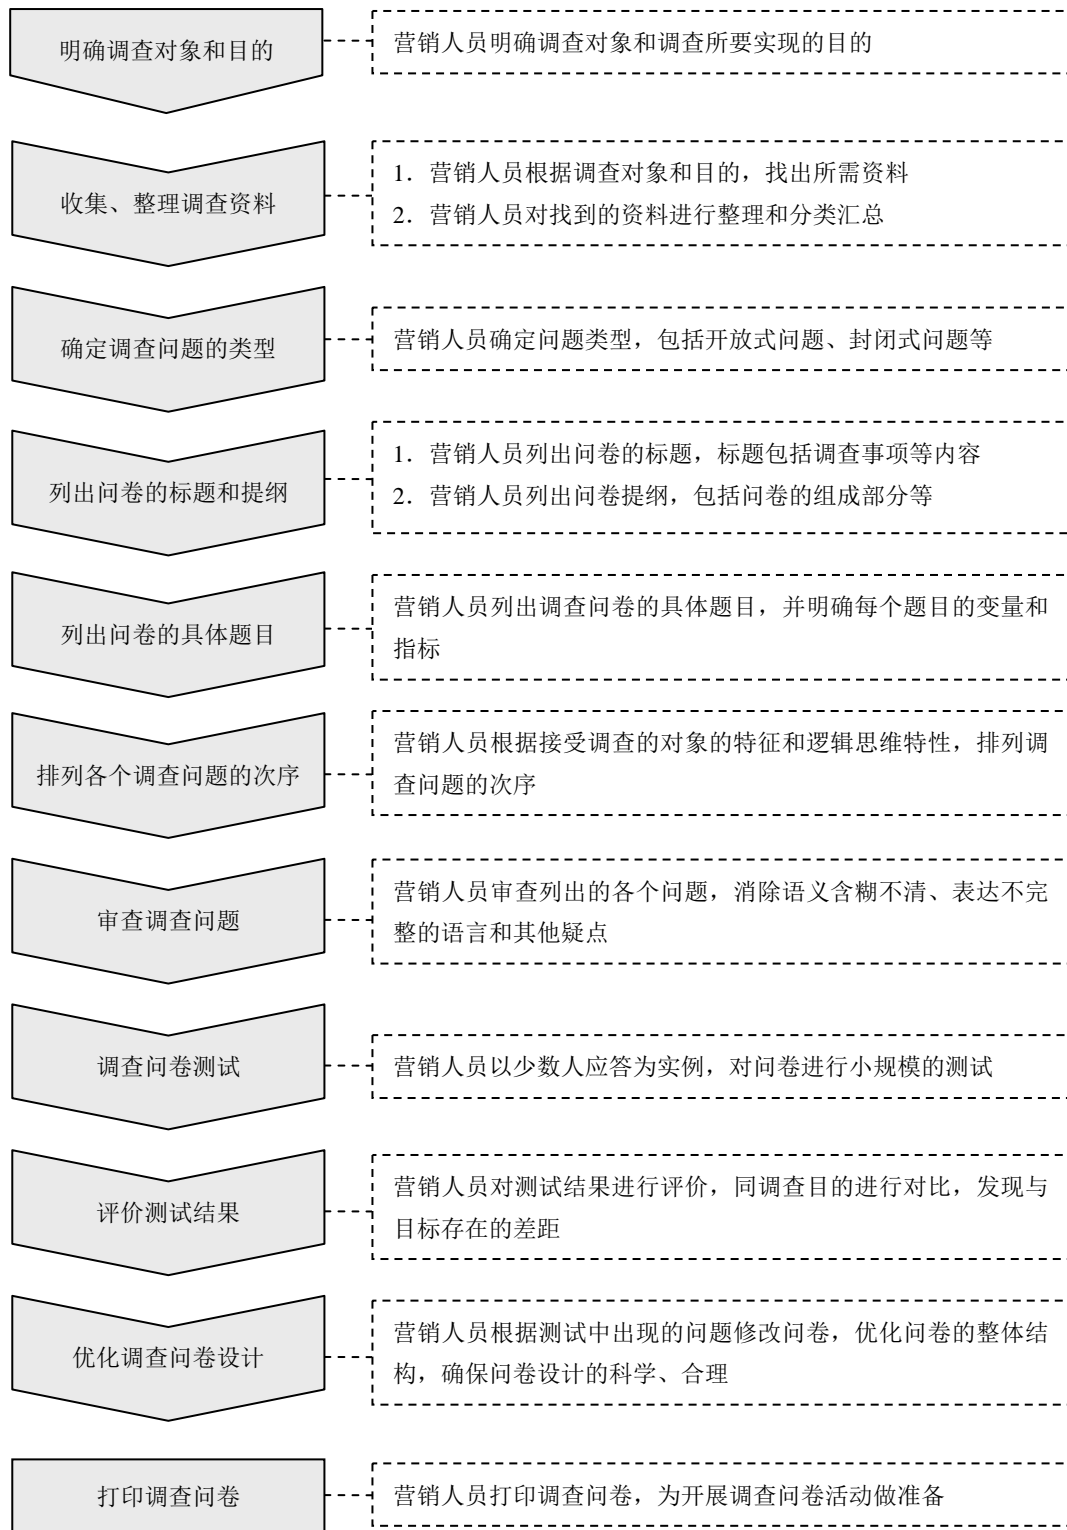 明确调查对象和目的
营销人员明确调查对象和调查所要实现的目的
收集、整理调查资料
1. 营销人员根据调查对象和目的，找出所需资料
2. 营销人员对找到的资料进行整理和分类汇总
确定调查问题的类型
营销人员确定问题类型，包括开放式问题、封闭式问题等
列出问卷的标题和提纲
1. 营销人员列出问卷的标题，标题包括调查事项等内容
2. 营销人员列出问卷提纲，包括问卷的组成部分等
列出问卷的具体题目
营销人员列出调查问卷的具体题目，并明确每个题目的变量和
指标
排列各个调查问题的次序
营销人员根据接受调查的对象的特征和逻辑思维特性，排列调
查问题的次序
审查调查问题
营销人员审查列出的各个问题，消除语义含糊不清、表达不完
整的语言和其他疑点
调查问卷测试
营销人员以少数人应答为实例，对问卷进行小规模的测试
评价测试结果
营销人员对测试结果进行评价，同调查目的进行对比，发现与
目标存在的差距
优化调查问卷设计
营销人员根据测试中出现的问题修改问卷，优化问卷的整体结
构，确保问卷设计的科学、合理
打印调查问卷
营销人员打印调查问卷，为开展调查问卷活动做准备